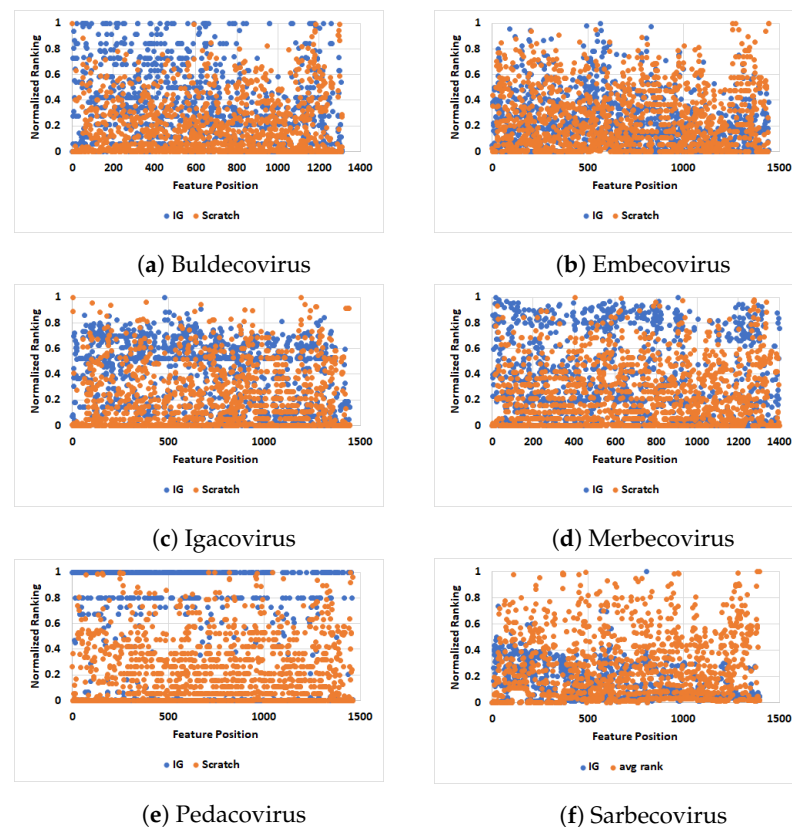 1
0.8
0.6
0.4
0.2
0
Normalized Ranking
0 200 400 600 800 1000 1200 1400
Feature Position
IG Scratch
(a) Buldecovirus
1
0.8
0.6
0.4
0.2
0
Normalized Ranking
0 500 1000 1500
Feature Position
IG Scratch
(b) Embecovirus
1
0.8
0.6
0.4
0.2
0
Normalized Ranking
0 500 1000 1500
Feature Position
IG Scratch
(c) Igacovirus
1
0.8
0.6
0.4
0.2
0
Normalized Ranking
0 200 400 600 800 1000 1200 1400
Feature Position
IG Scratch
(d) Merbecovirus
1
0.8
0.6
0.4
0.2
0
Normalized Ranking
0 500 1000 1500
Feature Position
IG Scratch
(e) Pedacovirus
1
0.8
0.6
0.4
0.2
0
Normalized Ranking
0 500 1000 1500
Feature Position
IG avg rank
(f) Sarbecovirus